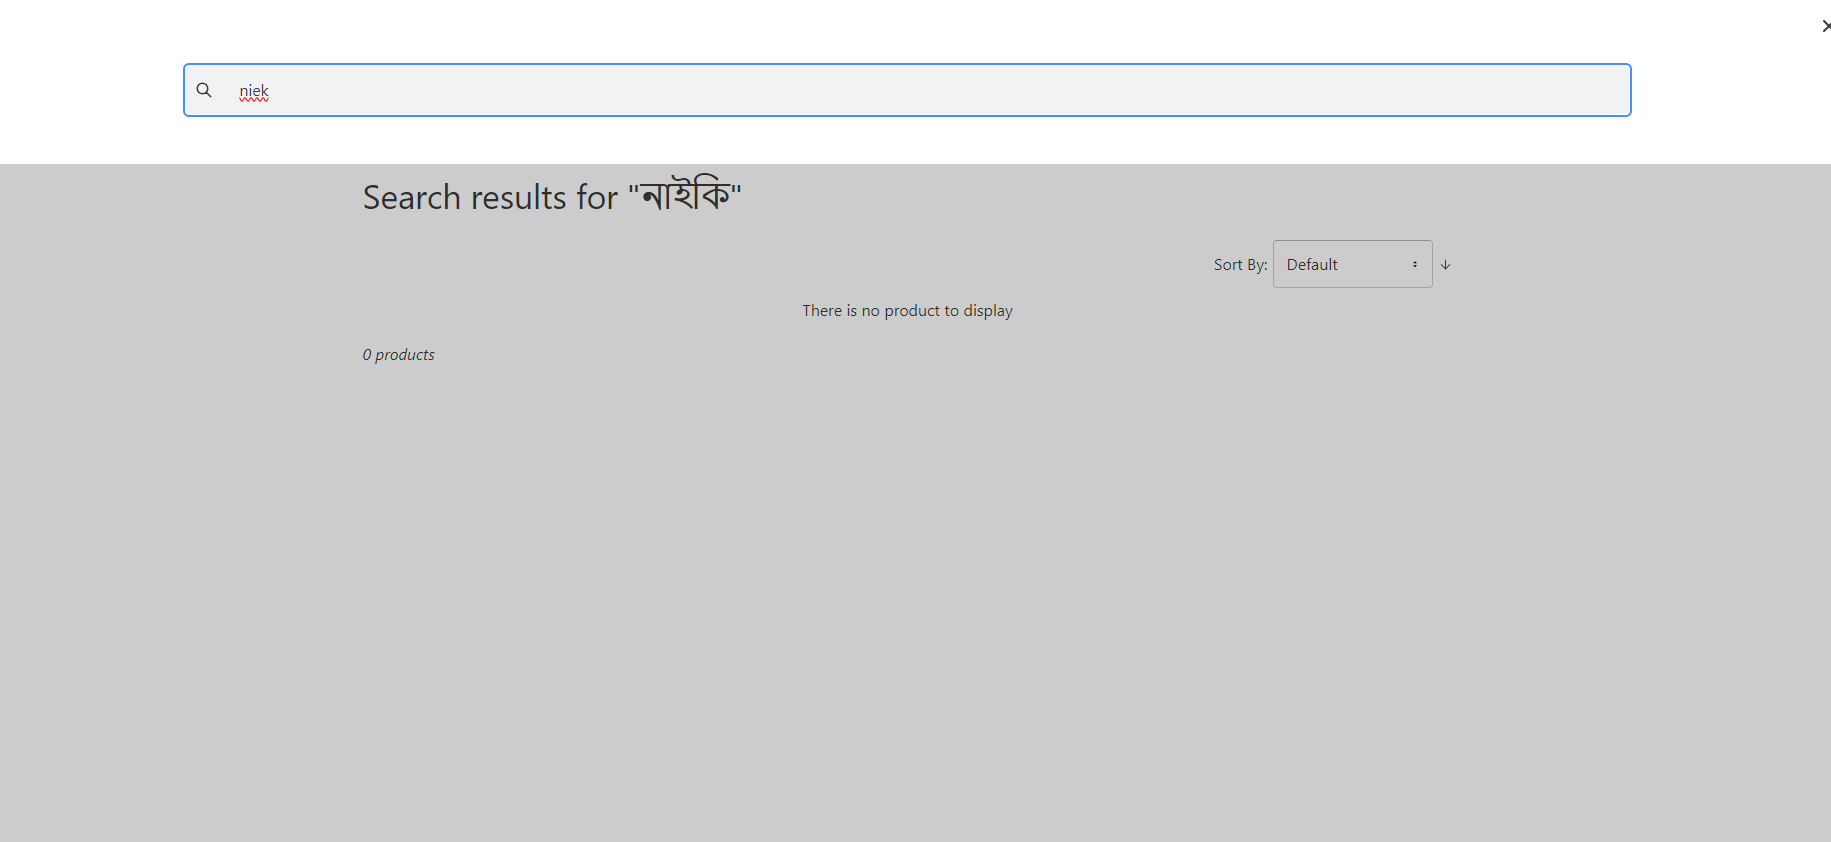 niek
Search results for "নাইকি"
Sort By: Default
There is no product to display
0 products